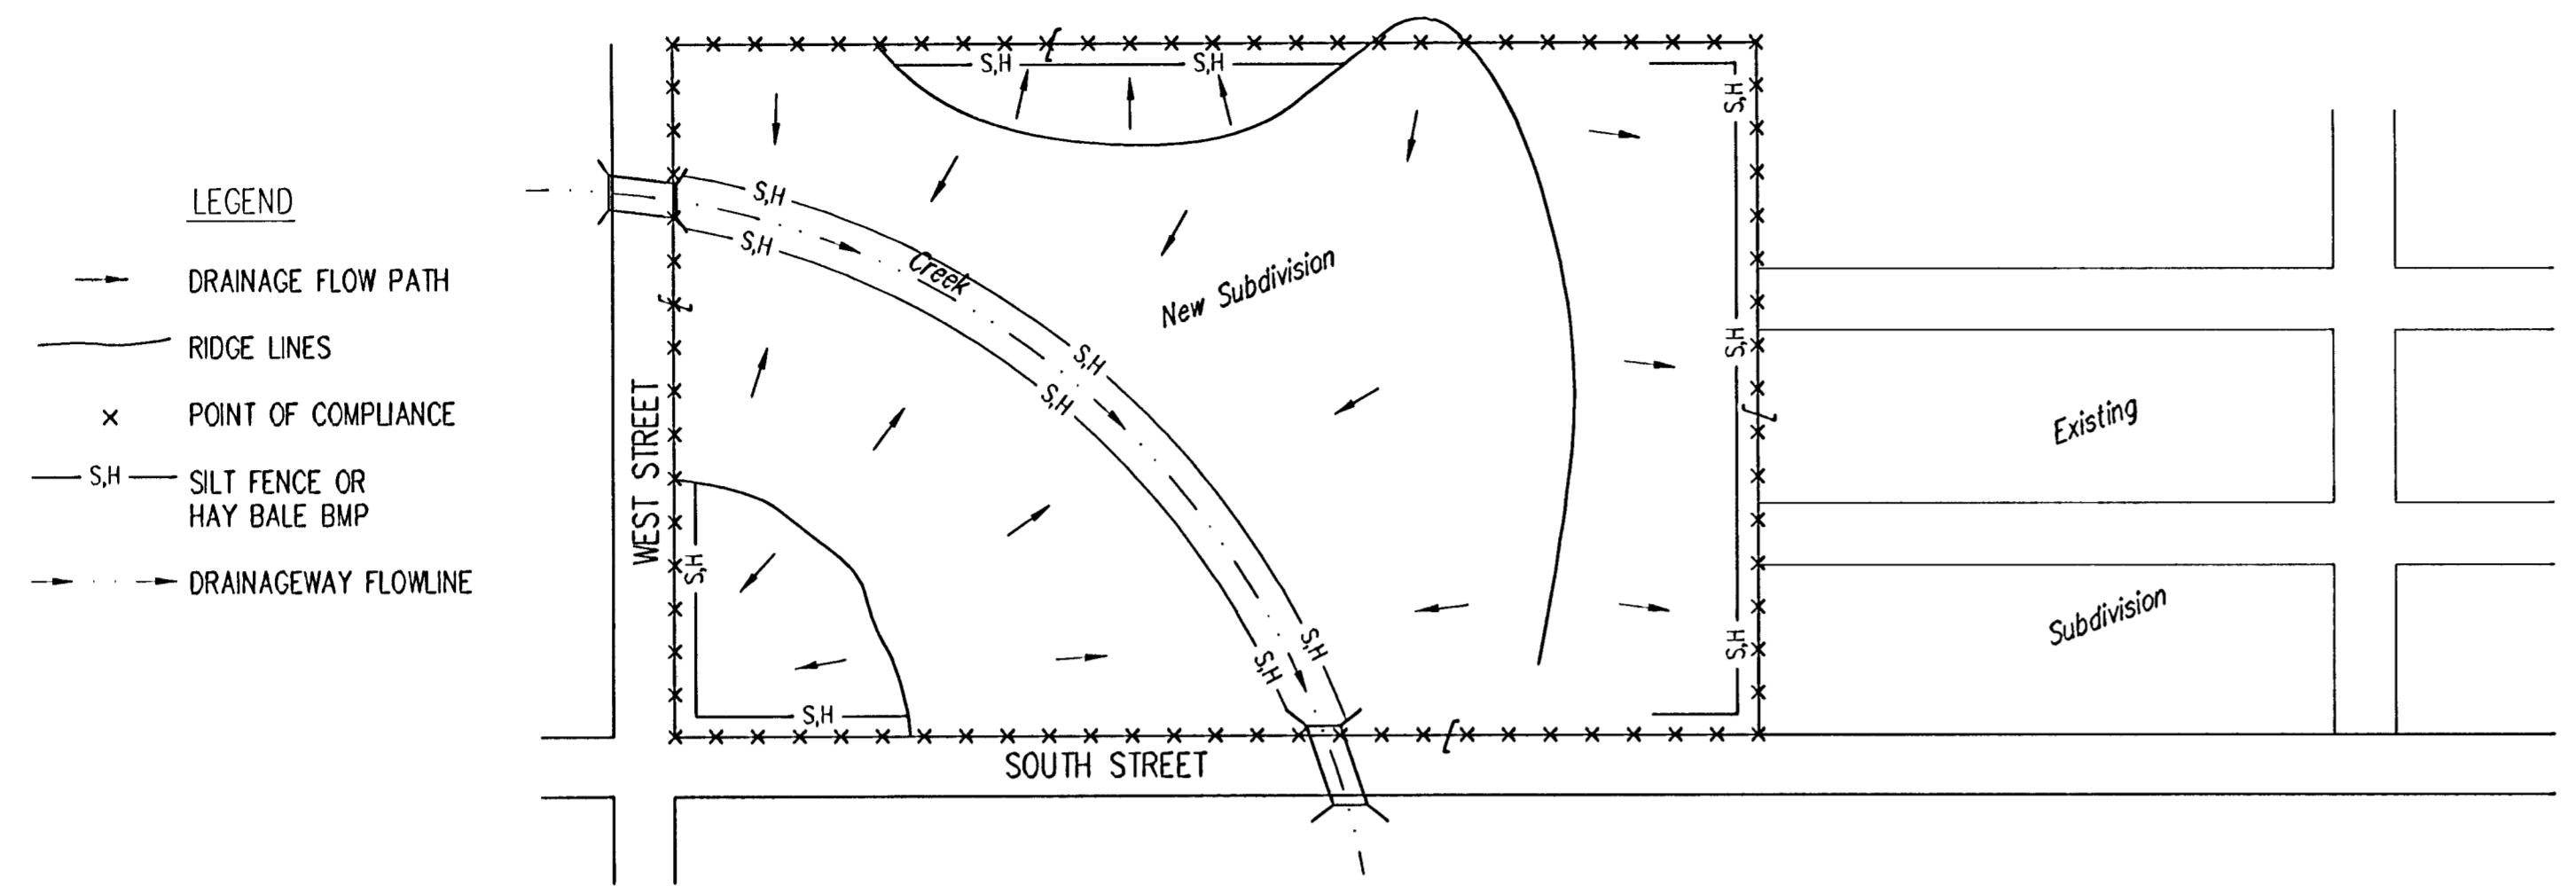 LEGEND
DRAINAGE FLOW PATH
RIDGE LINES
POINT OF COMPLIANCE
S,H
SILT FENCE OR
HAY BALE BMP
DRAINAGEWAY FLOWLINE
S,H
S,H
S,H
S,H
S,H
Creek
New Subdivision
S,H
S,H
S,H
WEST STREET
Existing
S,H
S,H
S,H
S,H
Subdivision
S,H
SOUTH STREET